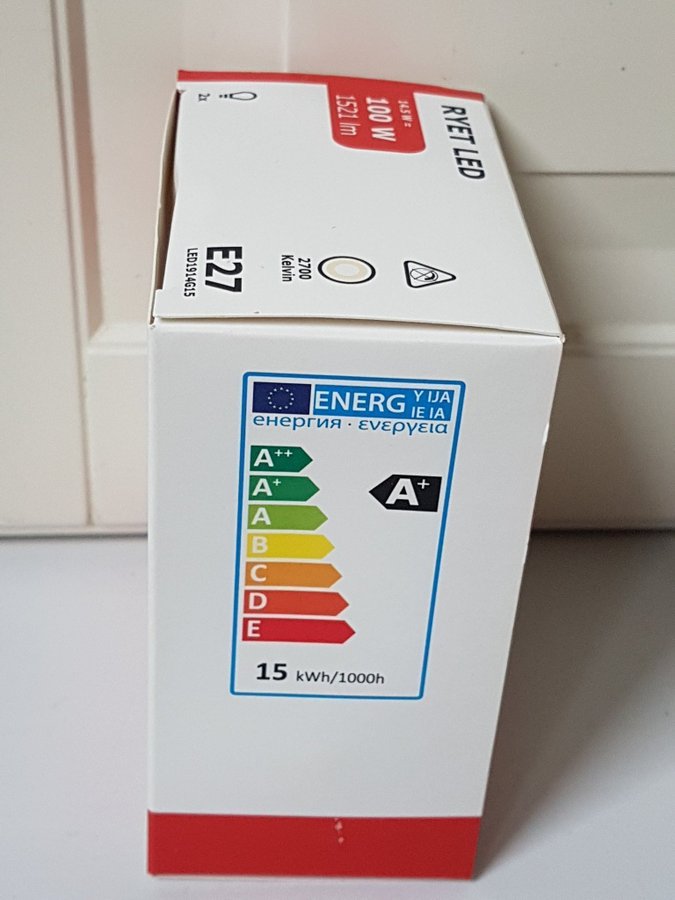 RYET LED
14.5 W =
100 W
1521 lm
2x
2700
Kelvin
E27
LED1914G15
ENERG Y IJA
IE IA
енергия · ενεργεια
A++
A+
A+
A
B
C
D
E
15 kWh/1000h